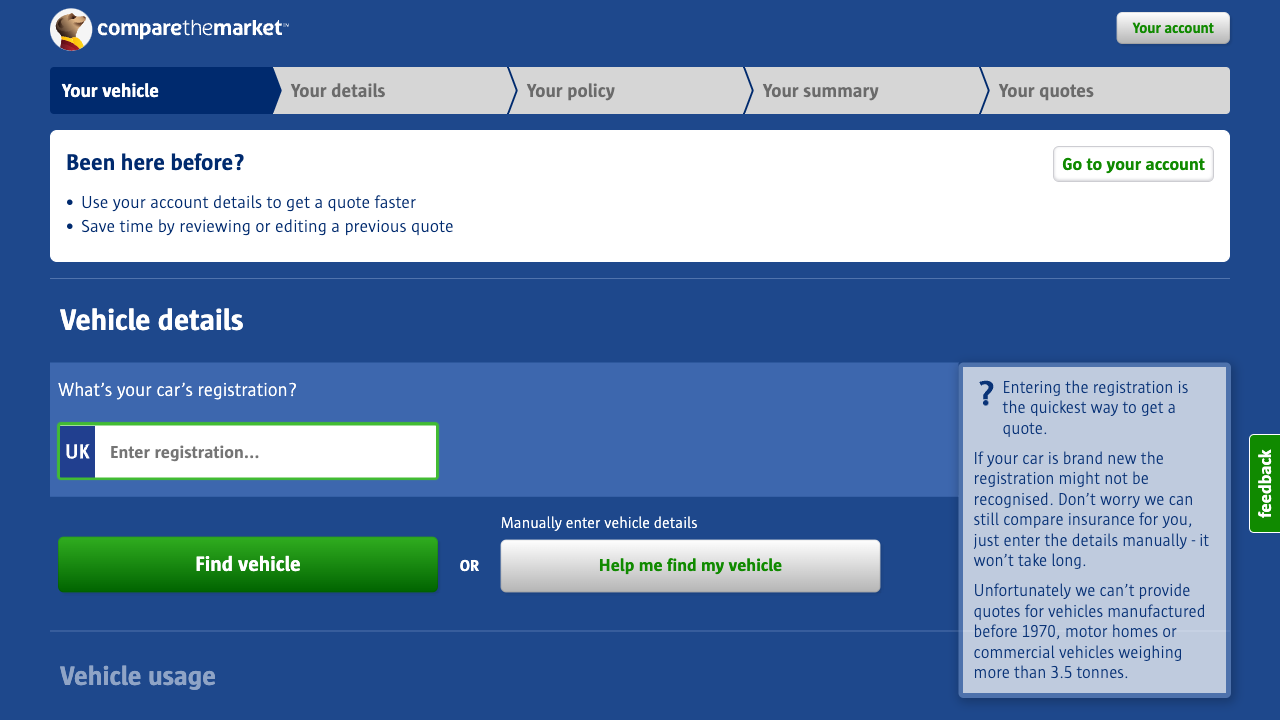 comparethemarket™
Your account
Your vehicle
Your details
Your policy
Your summary
Your quotes
Been here before?
Go to your account
• Use your account details to get a quote faster
• Save time by reviewing or editing a previous quote
Vehicle details
What's your car's registration?
UK
Enter registration...
Find vehicle
OR
Manually enter vehicle details
Help me find my vehicle
? Entering the registration is
the quickest way to get a
quote.
If your car is brand new the
registration might not be
recognised. Don't worry we can
still compare insurance for you,
just enter the details manually - it
won't take long.
Unfortunately we can't provide
quotes for vehicles manufactured
before 1970, motor homes or
commercial vehicles weighing
more than 3.5 tonnes.
feedback
Vehicle usage